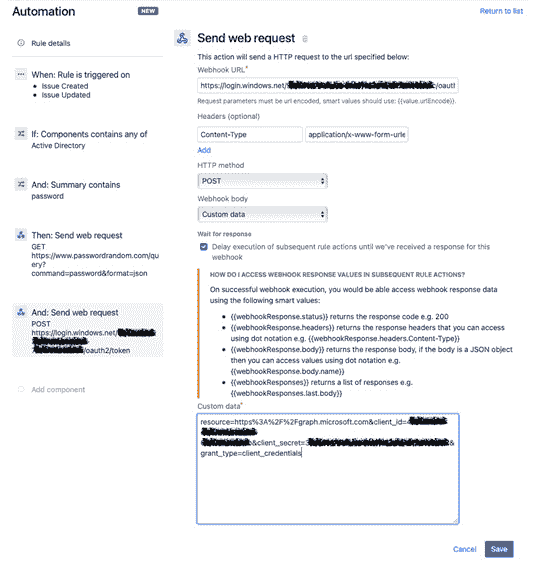 Automation
NEW
Return to list
Rule details
When: Rule is triggered on
• Issue Created
• Issue Updated
If: Components contains any of
Active Directory
And: Summary contains
password
Then: Send web request
GET
https://www.passwordrandom.com/qu
ery?
command=password&format=json
And: Send web request
POST
https://login.windows.net/
/oauth2/token
Add component
Send web request
This action will send a HTTP request to the url specified below:
Webhook URL*
https://login.windows.net/ /oauth
Request parameters must be url encoded, smart values should use: {{value.urlEncode}}.
Headers (optional)
Content-Type
application/x-www-form-urle
Add
HTTP method
POST
Webhook body
Custom data
Wait for response
Delay execution of subsequent rule actions until we've received a response for this
webhook
HOW DO I ACCESS WEBHOOK RESPONSE VALUES IN SUBSEQUENT RULE ACTIONS?
On successful webhook execution, you would be able access webhook response data
using the following smart values:
• {{webhookResponse.status}} returns the response code e.g. 200
• {{webhookResponse.headers}} returns the response headers that you can access
using dot notation e.g. {{webhookResponse.headers.Content-Type}}
• {{webhookResponse.body}} returns the response body, if the body is a JSON object
then you can access values using dot notation e.g.
{{webhookResponse.body.name}}
• {{webhookResponses}} returns a list of responses e.g.
{{webhookResponses.last.body}}
Custom data*
resource=https%3A%2F%2Fgraph.microsoft.com&client_id=
&client_secret=3 &
grant_type=client_credentials
Cancel
Save